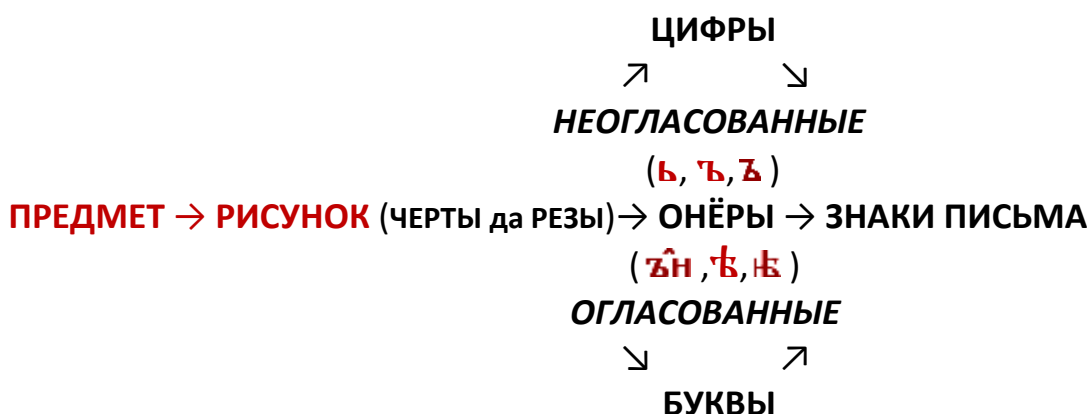 ЦИФРЫ
↗ ↘
НЕОГЛАСОВАННЫЕ
(ь, ъ, )
ПРЕДМЕТ → РИСУНОК (ЧЕРТЫ да РЕЗЫ)→ ОНЁРЫ → ЗНАКИ ПИСЬМА
( ,ѣ, )
ОГЛАСОВАННЫЕ
↘ ↗
БУКВЫ